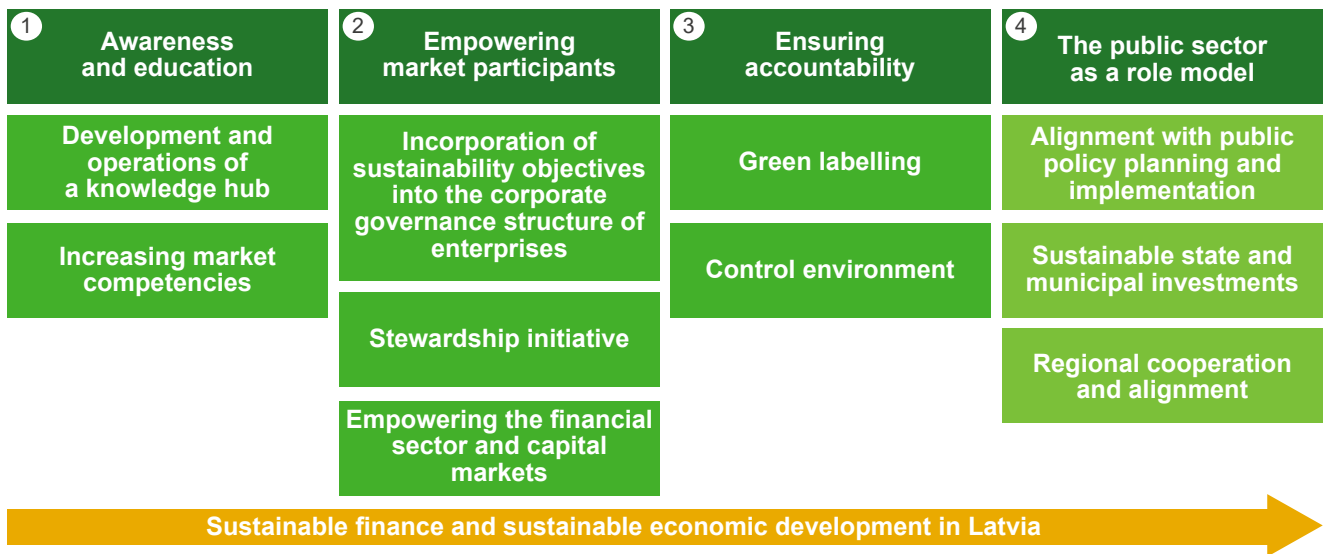 1
Awareness
and education
Development and
operations of
a knowledge hub
Increasing market
competencies
2
Empowering
market participants
Incorporation of
sustainability objectives
into the corporate
governance structure of
enterprises
Stewardship initiative
Empowering the financial
sector and capital
markets
3
Ensuring
accountability
Green labelling
Control environment
4
The public sector
as a role model
Alignment with public
policy planning and
implementation
Sustainable state and
municipal investments
Regional cooperation
and alignment
Sustainable finance and sustainable economic development in Latvia